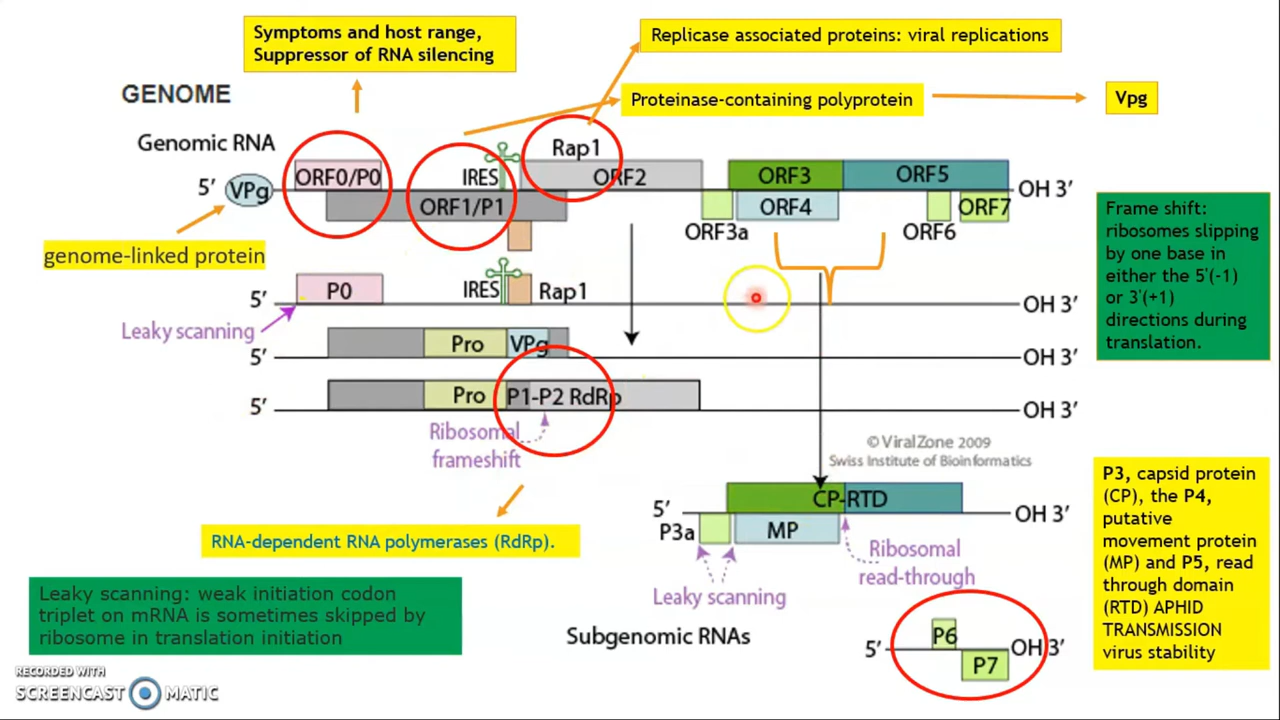 Symptoms and host range,
Suppressor of RNA silencing
Replicase associated proteins: viral replications
Proteinase-containing polyprotein
Vpg
GENOME
Genomic RNA
5′
VPg
ORF0/P0
ORF1/P1
IRES
Rap1
ORF2
ORF3
ORF5
ORF4
ORF3a
ORF6
ORF7
OH 3′
genome-linked protein
Frame shift:
ribosomes slipping
by one base in
either the 5'(-1)
or 3'(+1)
directions during
translation.
5′
P0
IRES
Rap1
OH 3′
Leaky scanning
5′
Pro
VPg
OH 3′
5′
Pro
P1-P2 RdRp
OH 3′
Ribosomal
frameshift
© ViralZone 2009
Swiss Institute of Bioinformatics
RNA-dependent RNA polymerases (RdRp).
5′
CP-RTD
OH 3′
P3a
MP
Leaky scanning
Ribosomal
read-through
P3, capsid protein
(CP), the P4,
putative
movement protein
(MP) and P5, read
through domain
(RTD) APHID
TRANSMISSION
virus stability
Leaky scanning: weak initiation codon
triplet on mRNA is sometimes skipped by
ribosome in translation initiation
Subgenomic RNAs
5′
P6
P7
OH 3′
RECORDED WITH
SCREENCAST MATIC